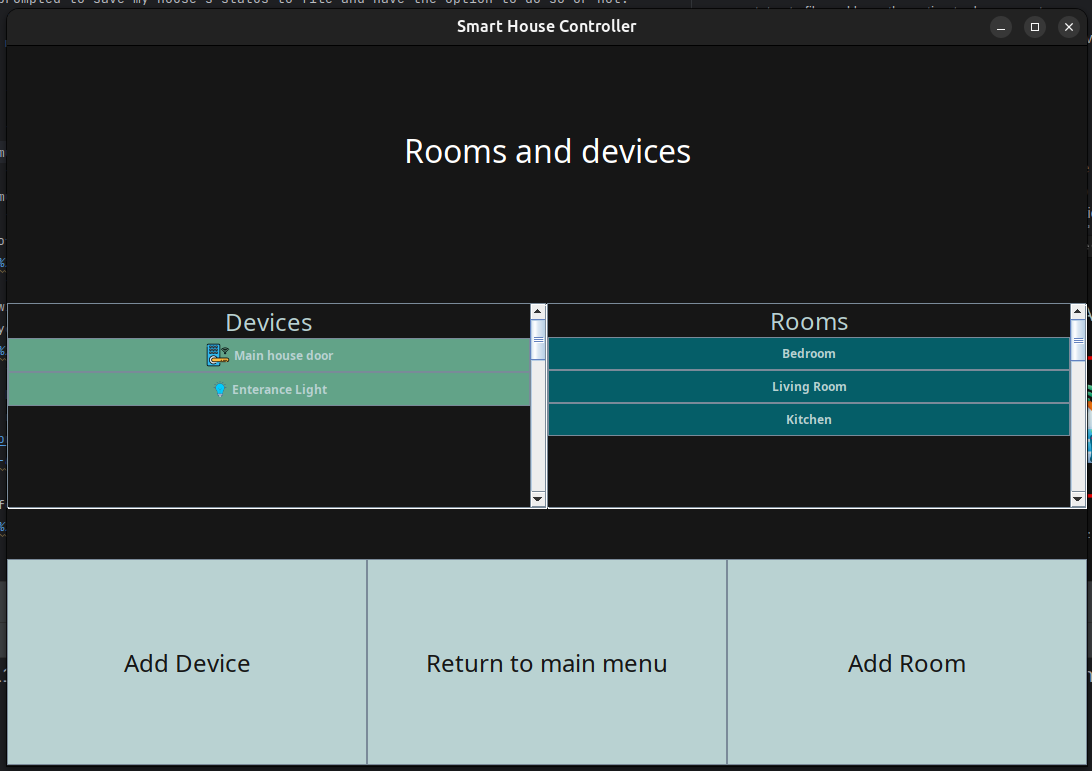 prompted to save my house's status to file and have the option to do so or not.
Smart House Controller
Rooms and devices
Devices
Main house door
Enterance Light
Rooms
Bedroom
Living Room
Kitchen
Add Device
Return to main menu
Add Room